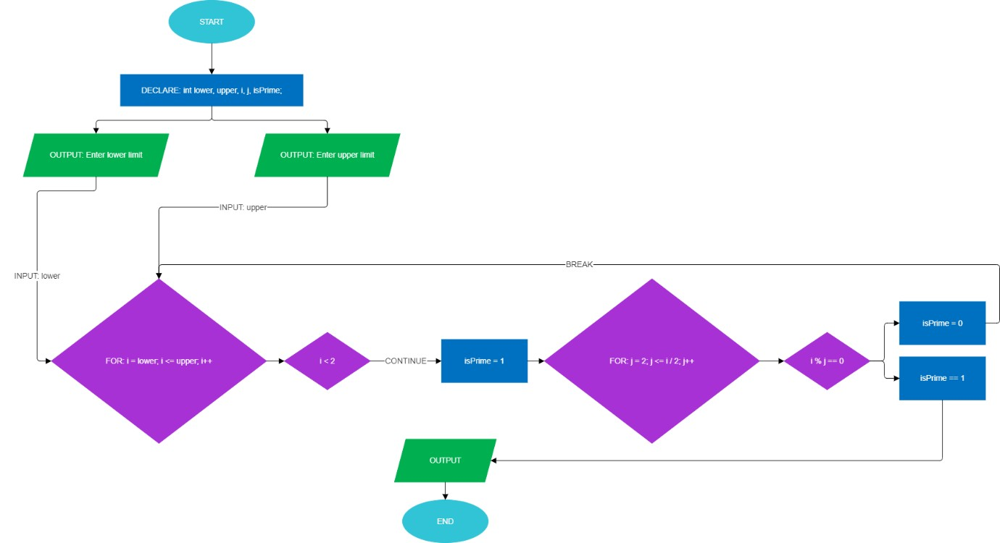 START
DECLARE: int lower, upper, i, j, isPrime;
OUTPUT: Enter lower limit
OUTPUT: Enter upper limit
INPUT: upper
BREAK
INPUT: lower
FOR: i = lower; i <= upper; i++
i < 2
CONTINUE
isPrime = 1
FOR: j = 2; j <= i / 2; j++
i % j == 0
isPrime = 0
isPrime == 1
OUTPUT
END